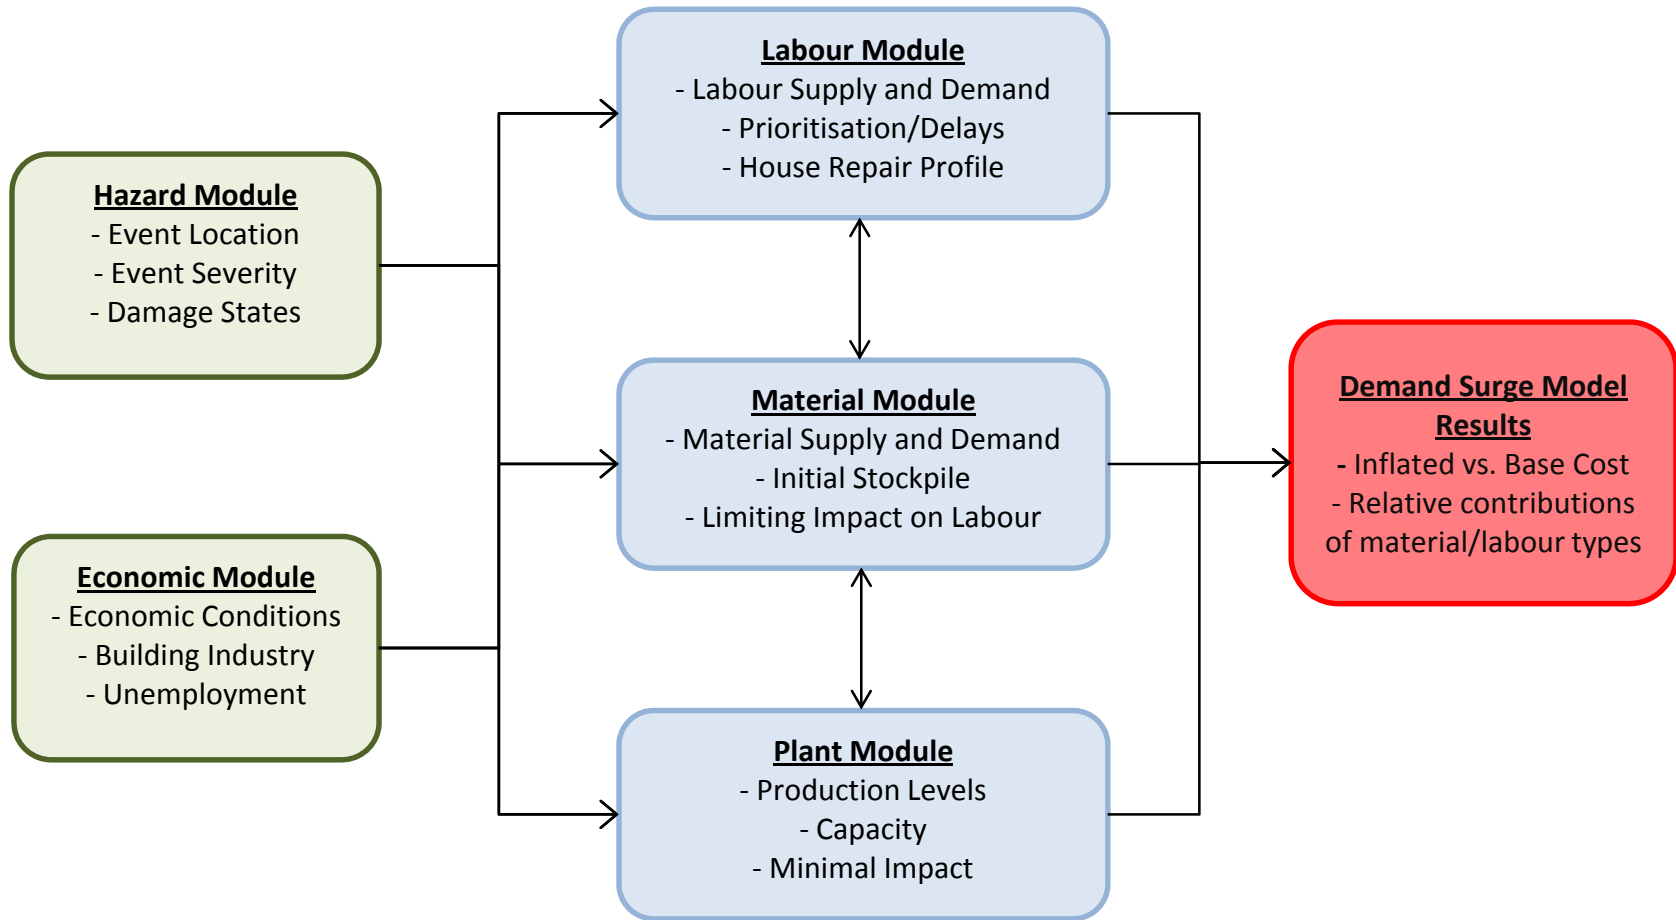 Hazard Module
- Event Location
- Event Severity
- Damage States
Economic Module
- Economic Conditions
- Building Industry
- Unemployment
Labour Module
- Labour Supply and Demand
- Prioritisation/Delays
- House Repair Profile
Material Module
- Material Supply and Demand
- Initial Stockpile
- Limiting Impact on Labour
Plant Module
- Production Levels
- Capacity
- Minimal Impact
Demand Surge Model
Results
- Inflated vs. Base Cost
- Relative contributions
of material/labour types